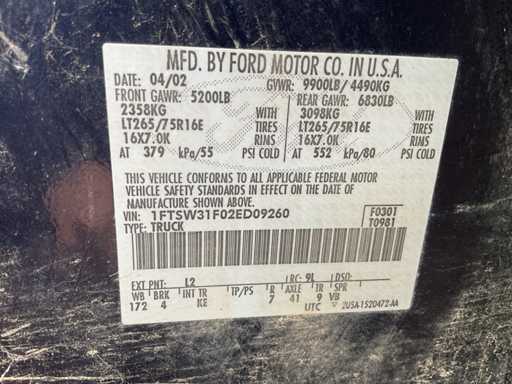 MFD. BY FORD MOTOR CO. IN U.S.A.
DATE: 04/02 GVWR: 9900LB/ 4490KG
FRONT GAWR: 5200LB REAR GAWR: 6830LB
2358KG WITH 3098KG WITH
LT265/75R16E TIRES LT265/75R16E TIRES
16X7.0K RIMS 16X7.0K RIMS
AT 379 kPa/55 PSI COLD AT 552 kPa/80 PSI COLD
THIS VEHICLE CONFORMS TO ALL APPLICABLE FEDERAL MOTOR
VEHICLE SAFETY STANDARDS IN EFFECT ON THE DATE OF
MANUFACTURE SHOWN ABOVE.
VIN: 1FTSW31F02ED09260 F0301
TYPE: TRUCK T0981
EXT PNT: L2 RC: 9L DSO:
WB BRK INT TR TP/PS R AXLE TR SPR
172 4 KE 7 41 9 VB
UTC 2U5A-1520472-AA